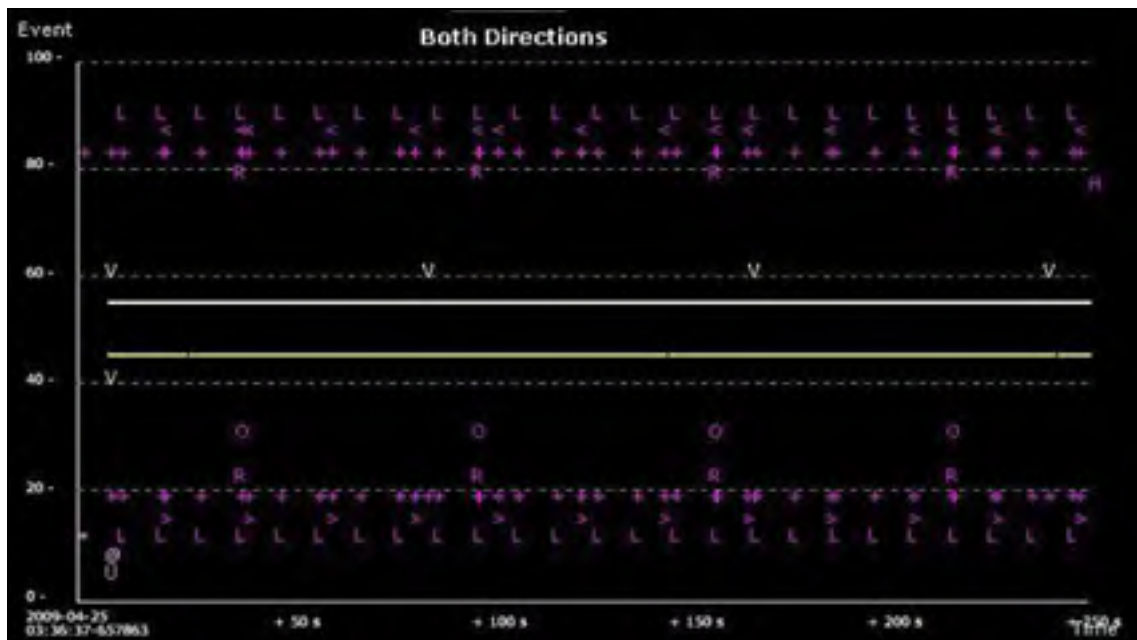 Event
Both Directions
100 -
L L L L L L L L L L L L L L L L L L L L L L L L L
80 -
R R R R
H
60 -
V V V V
40 -
V
O O O O
R R R R
20 -
L L L L L L L L L L L L L L L L L L L L L L L L L
@
U
0 -
2009-04-25
03:36:37-657863
+ 50 s + 100 s + 150 s + 200 s + 250 s
Time